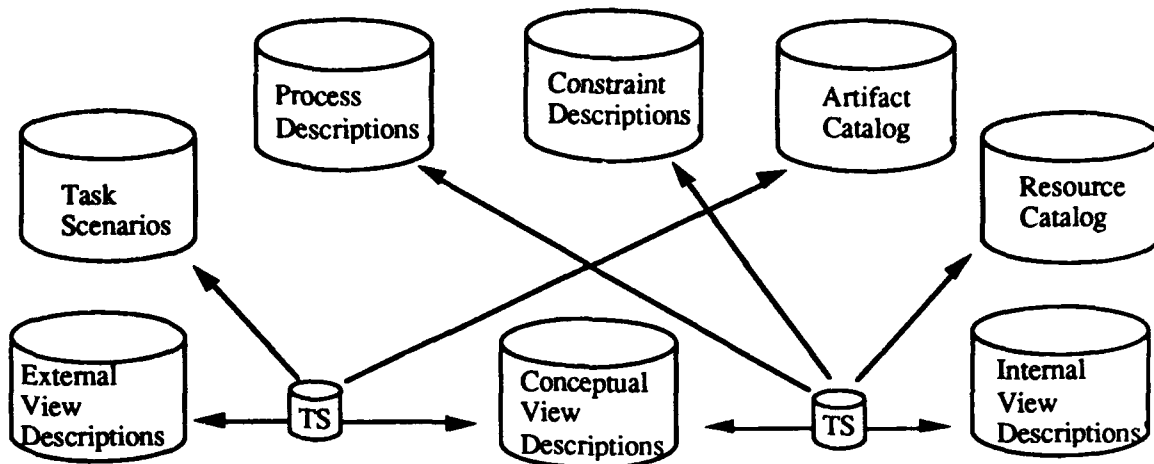 Process
Descriptions
Constraint
Descriptions
Artifact
Catalog
Task
Scenarios
Resource
Catalog
External
View
Descriptions
TS
Conceptual
View
Descriptions
TS
Internal
View
Descriptions